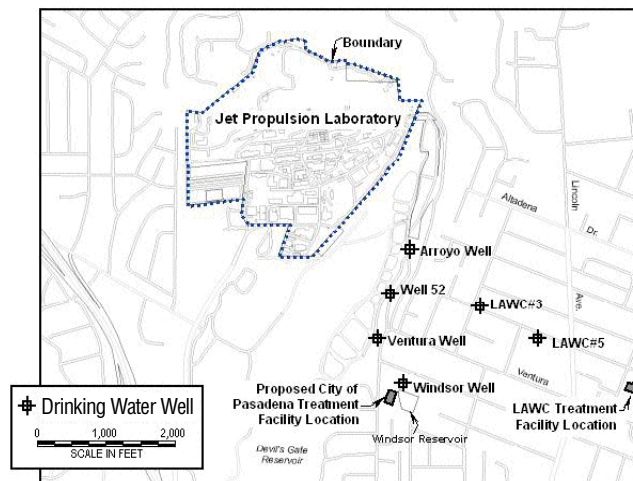 Boundary
Jet Propulsion Laboratory
Lincoln
Ave.
Altadena
Dr.
Arroyo Well
Well 52
LAWC#3
Ventura Well
LAWC#5
Ventura
Windsor Well
Proposed City of
Pasadena Treatment
Facility Location
LAWC Treatment
Facility Location
Windsor Reservoir
Devil's Gate
Reservoir
Drinking Water Well
0 1,000 2,000
SCALE IN FEET